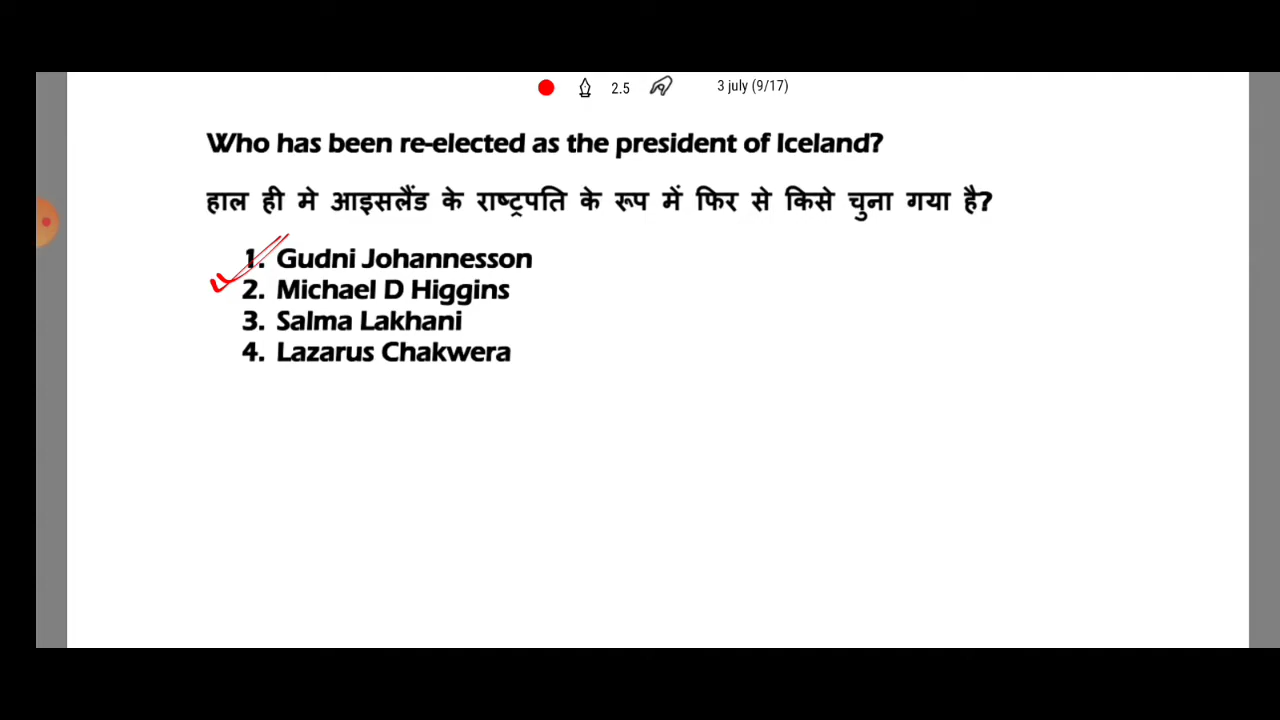 2.5 3 july (9/17)
Who has been re-elected as the president of Iceland?
हाल ही मे आइसलैंड के राष्ट्रपति के रूप में फिर से किसे चुना गया है?
1. Gudni Johannesson
2. Michael D Higgins
3. Salma Lakhani
4. Lazarus Chakwera